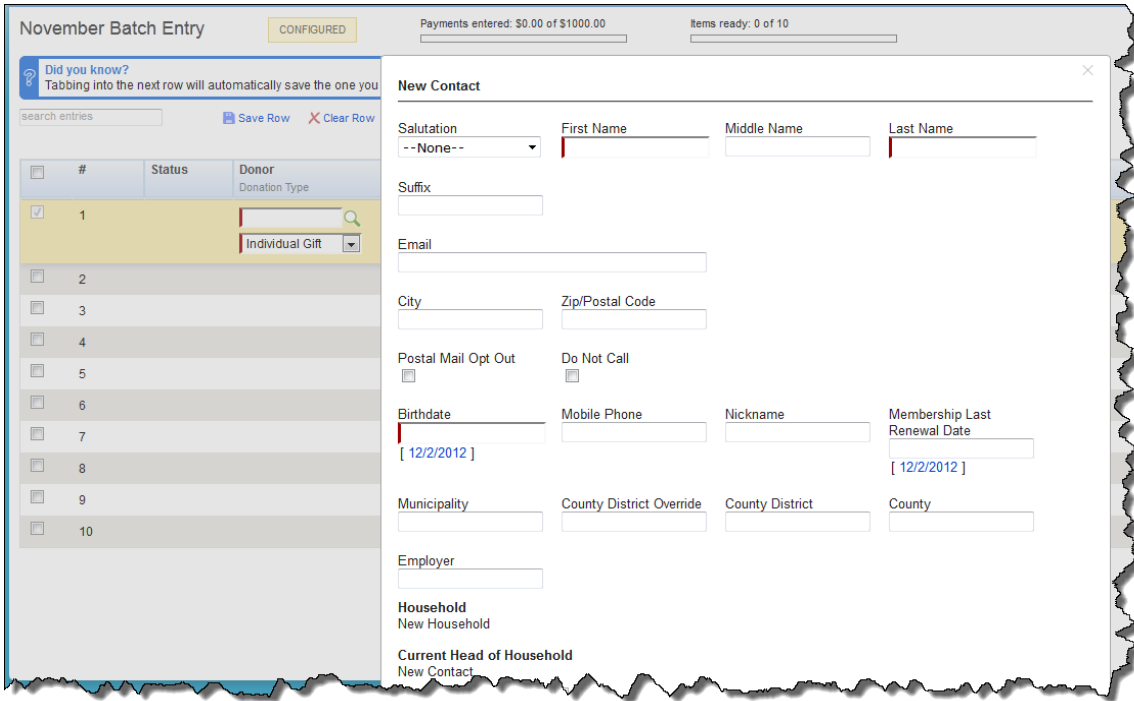 November Batch Entry
CONFIGURED
Payments entered: $0.00 of $1000.00
Items ready: 0 of 10
Did you know?
Tabbing into the next row will automatically save the one you
search entries
Save Row
Clear Row
#
Status
Donor
Donation Type
1
Individual Gift
2
3
4
5
6
7
8
9
10
New Contact
Salutation
First Name
Middle Name
Last Name
--None--
Suffix
Email
City
Zip/Postal Code
Postal Mail Opt Out
Do Not Call
Birthdate
Mobile Phone
Nickname
Membership Last
Renewal Date
[ 12/2/2012 ]
[ 12/2/2012 ]
Municipality
County District Override
County District
County
Employer
Household
New Household
Current Head of Household
New Contact